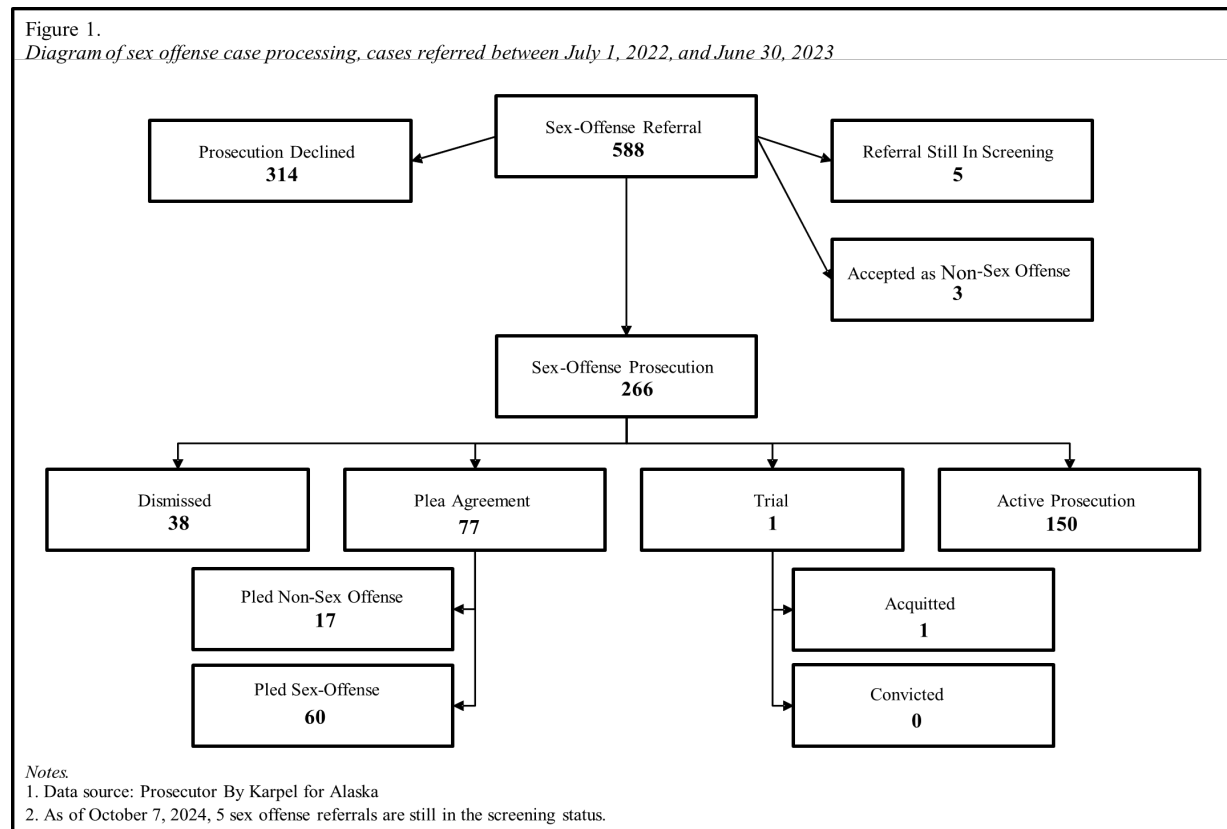 Figure 1.
Diagram of sex offense case processing, cases referred between July 1, 2022, and June 30, 2023
Sex-Offense Referral
588
Prosecution Declined
314
Referral Still In Screening
5
Accepted as Non-Sex Offense
3
Sex-Offense Prosecution
266
Dismissed
38
Plea Agreement
77
Trial
1
Active Prosecution
150
Pled Non-Sex Offense
17
Pled Sex-Offense
60
Acquitted
1
Convicted
0
Notes.
1. Data source: Prosecutor By Karpel for Alaska
2. As of October 7, 2024, 5 sex offense referrals are still in the screening status.